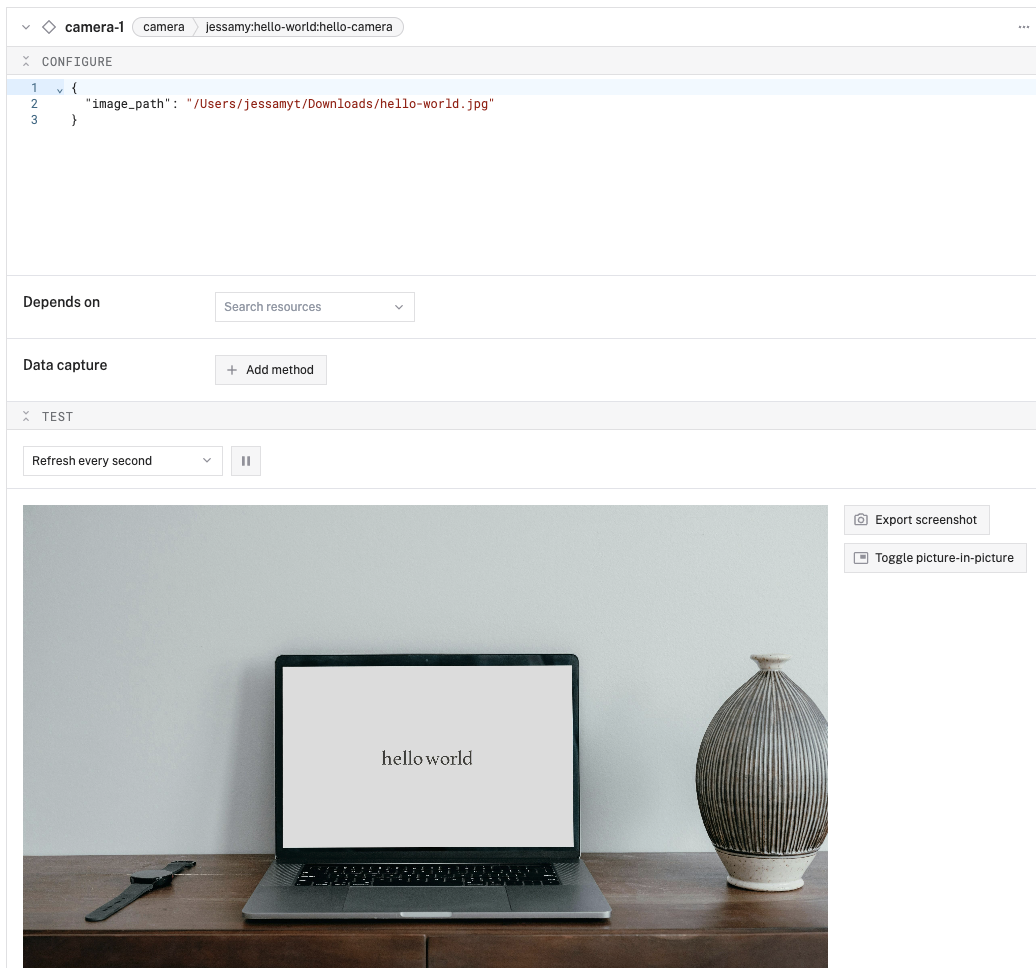 camera-1 camera jessamy:hello-world:hello-camera
CONFIGURE
1 {
2 "image_path": "/Users/jessamyt/Downloads/hello-world.jpg"
3 }
Depends on Search resources
Data capture Add method
TEST
Refresh every second
Export screenshot
Toggle picture-in-picture
hello world